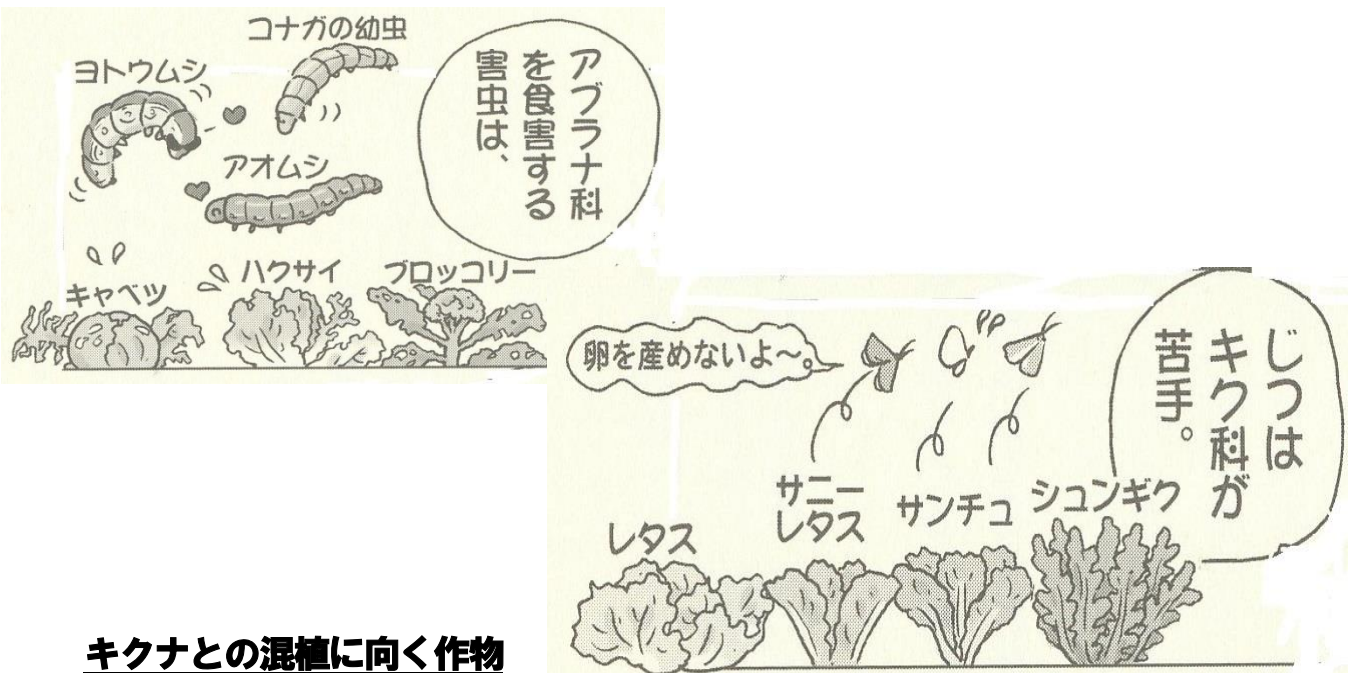 コナガの幼虫
ヨトウムシ
アオムシ
アブラナ科
を食害する
害虫は、
キャベツ
ハクサイ
ブロッコリー
卵を産めないよ〜。
じつは
キク科が
苦手。
サニー
レタス
サンチュ
シュンギク
レタス
キクナとの混植に向く作物